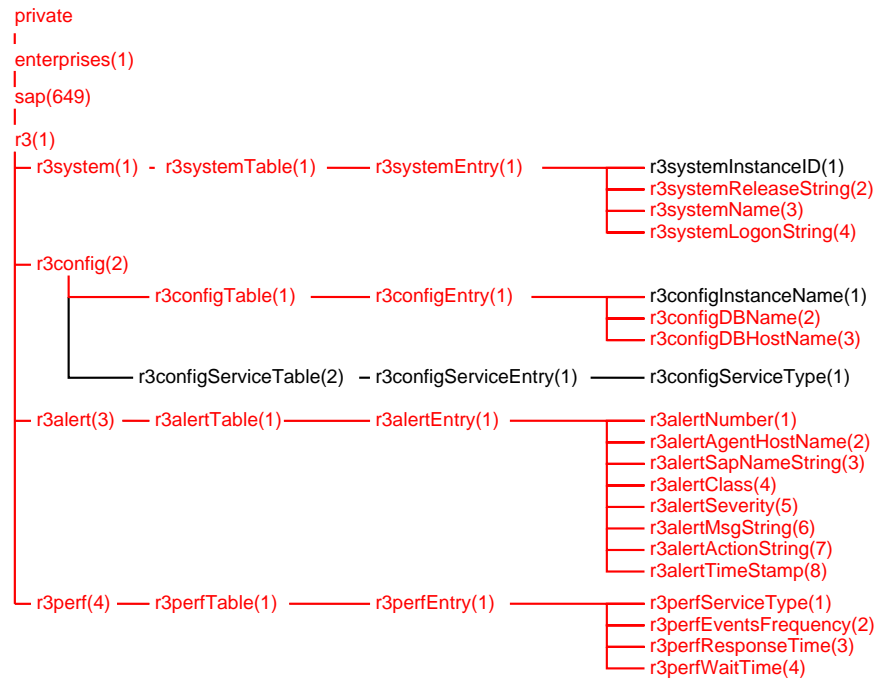 private
enterprises(1)
sap(649)
r3(1)
r3system(1) - r3systemTable(1) r3systemEntry(1) r3systemInstanceID(1)
r3systemReleaseString(2)
r3systemName(3)
r3systemLogonString(4)
r3config(2)
r3configTable(1) r3configEntry(1) r3configInstanceName(1)
r3configDBName(2)
r3configDBHostName(3)
r3configServiceTable(2) r3configServiceEntry(1) r3configServiceType(1)
r3alert(3) r3alertTable(1) r3alertEntry(1) r3alertNumber(1)
r3alertAgentHostName(2)
r3alertSapNameString(3)
r3alertClass(4)
r3alertSeverity(5)
r3alertMsgString(6)
r3alertActionString(7)
r3alertTimeStamp(8)
r3perf(4) r3perfTable(1) r3perfEntry(1) r3perfServiceType(1)
r3perfEventsFrequency(2)
r3perfResponseTime(3)
r3perfWaitTime(4)